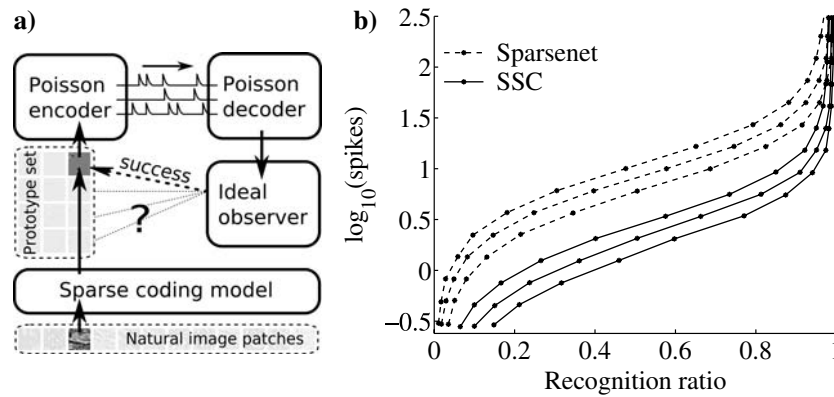 a)
Poisson
encoder
Poisson
decoder
Prototype set
success
?
Ideal
observer
Sparse coding model
Natural image patches
b)
log10(spikes)
2.5
2
1.5
1
0.5
0
−0.5
Sparsenet
SSC
0
0.2
0.4
0.6
0.8
1
Recognition ratio